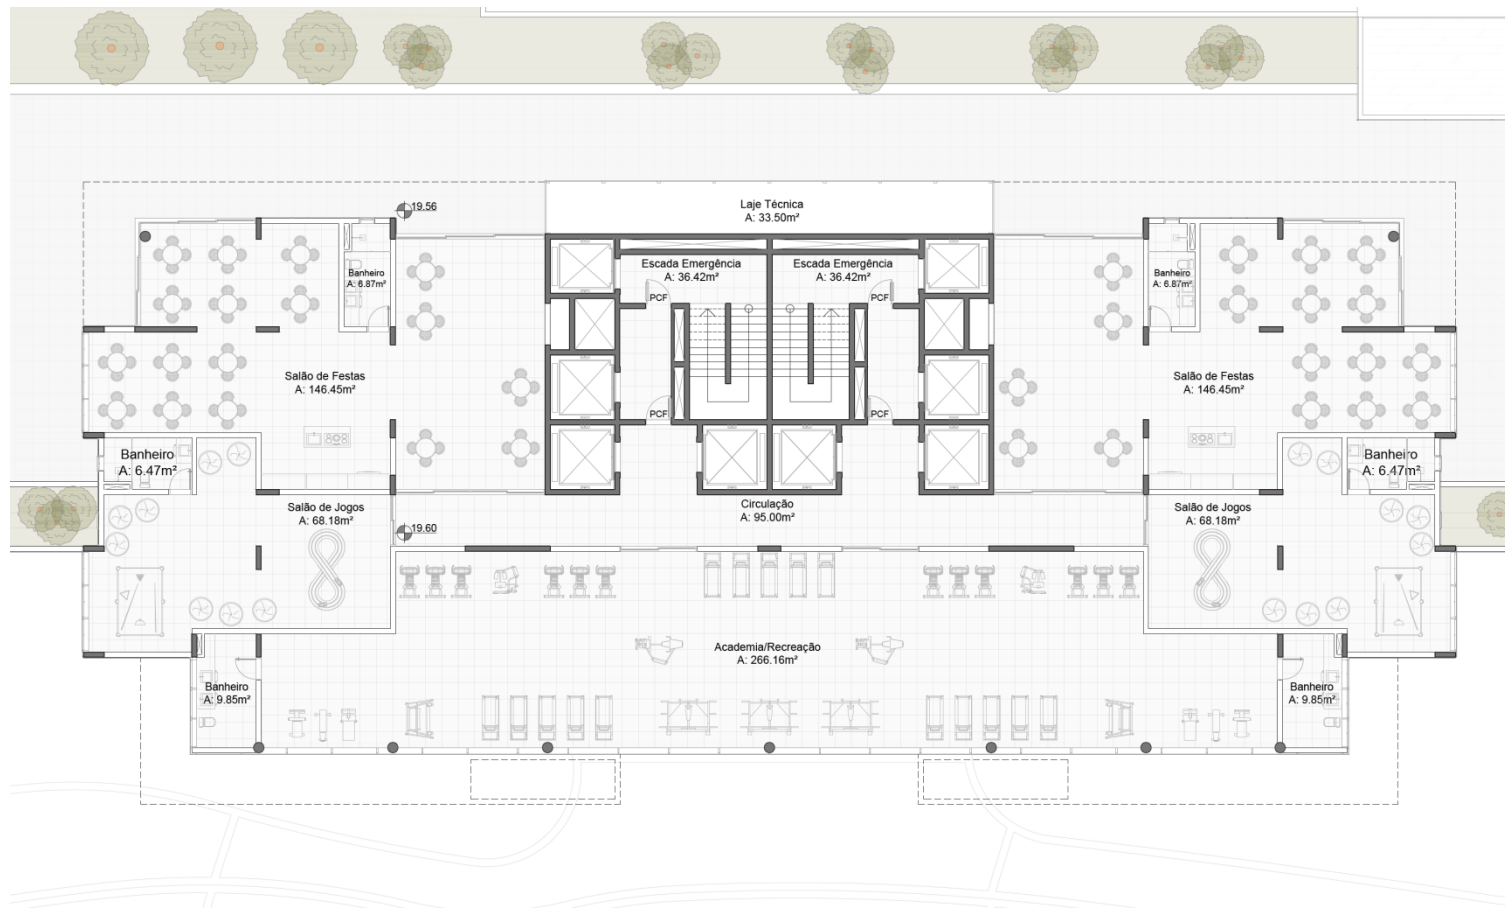 19.56
Laje Técnica
A: 33.50m²
Banheiro
A: 6.87m²
Escada Emergência
A: 36.42m²
Escada Emergência
A: 36.42m²
Banheiro
A: 6.87m²
PCF
PCF
Salão de Festas
A: 146.45m²
Salão de Festas
A: 146.45m²
PCF
PCF
Banheiro
A: 6.47m²
Banheiro
A: 6.47m²
Salão de Jogos
A: 68.18m²
Circulação
A: 95.00m²
Salão de Jogos
A: 68.18m²
19.60
Academia/Recreação
A: 266.16m²
Banheiro
A: 9.85m²
Banheiro
A: 9.85m²